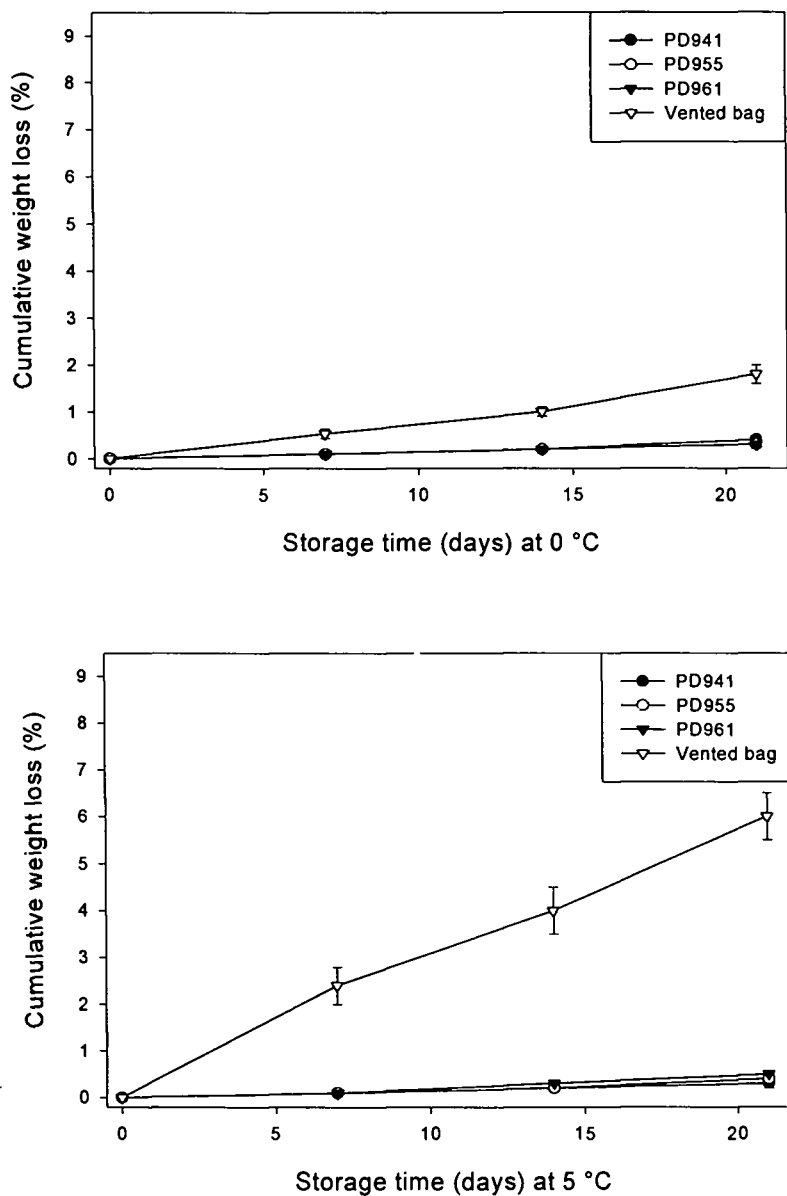 9
8
7
6
5
4
3
2
1
0
Cumulative weight loss (%)
PD941
PD955
PD961
Vented bag
0 5 10 15 20
Storage time (days) at 0 °C
9
8
7
6
5
4
3
2
1
0
Cumulative weight loss (%)
PD941
PD955
PD961
Vented bag
0 5 10 15 20
Storage time (days) at 5 °C